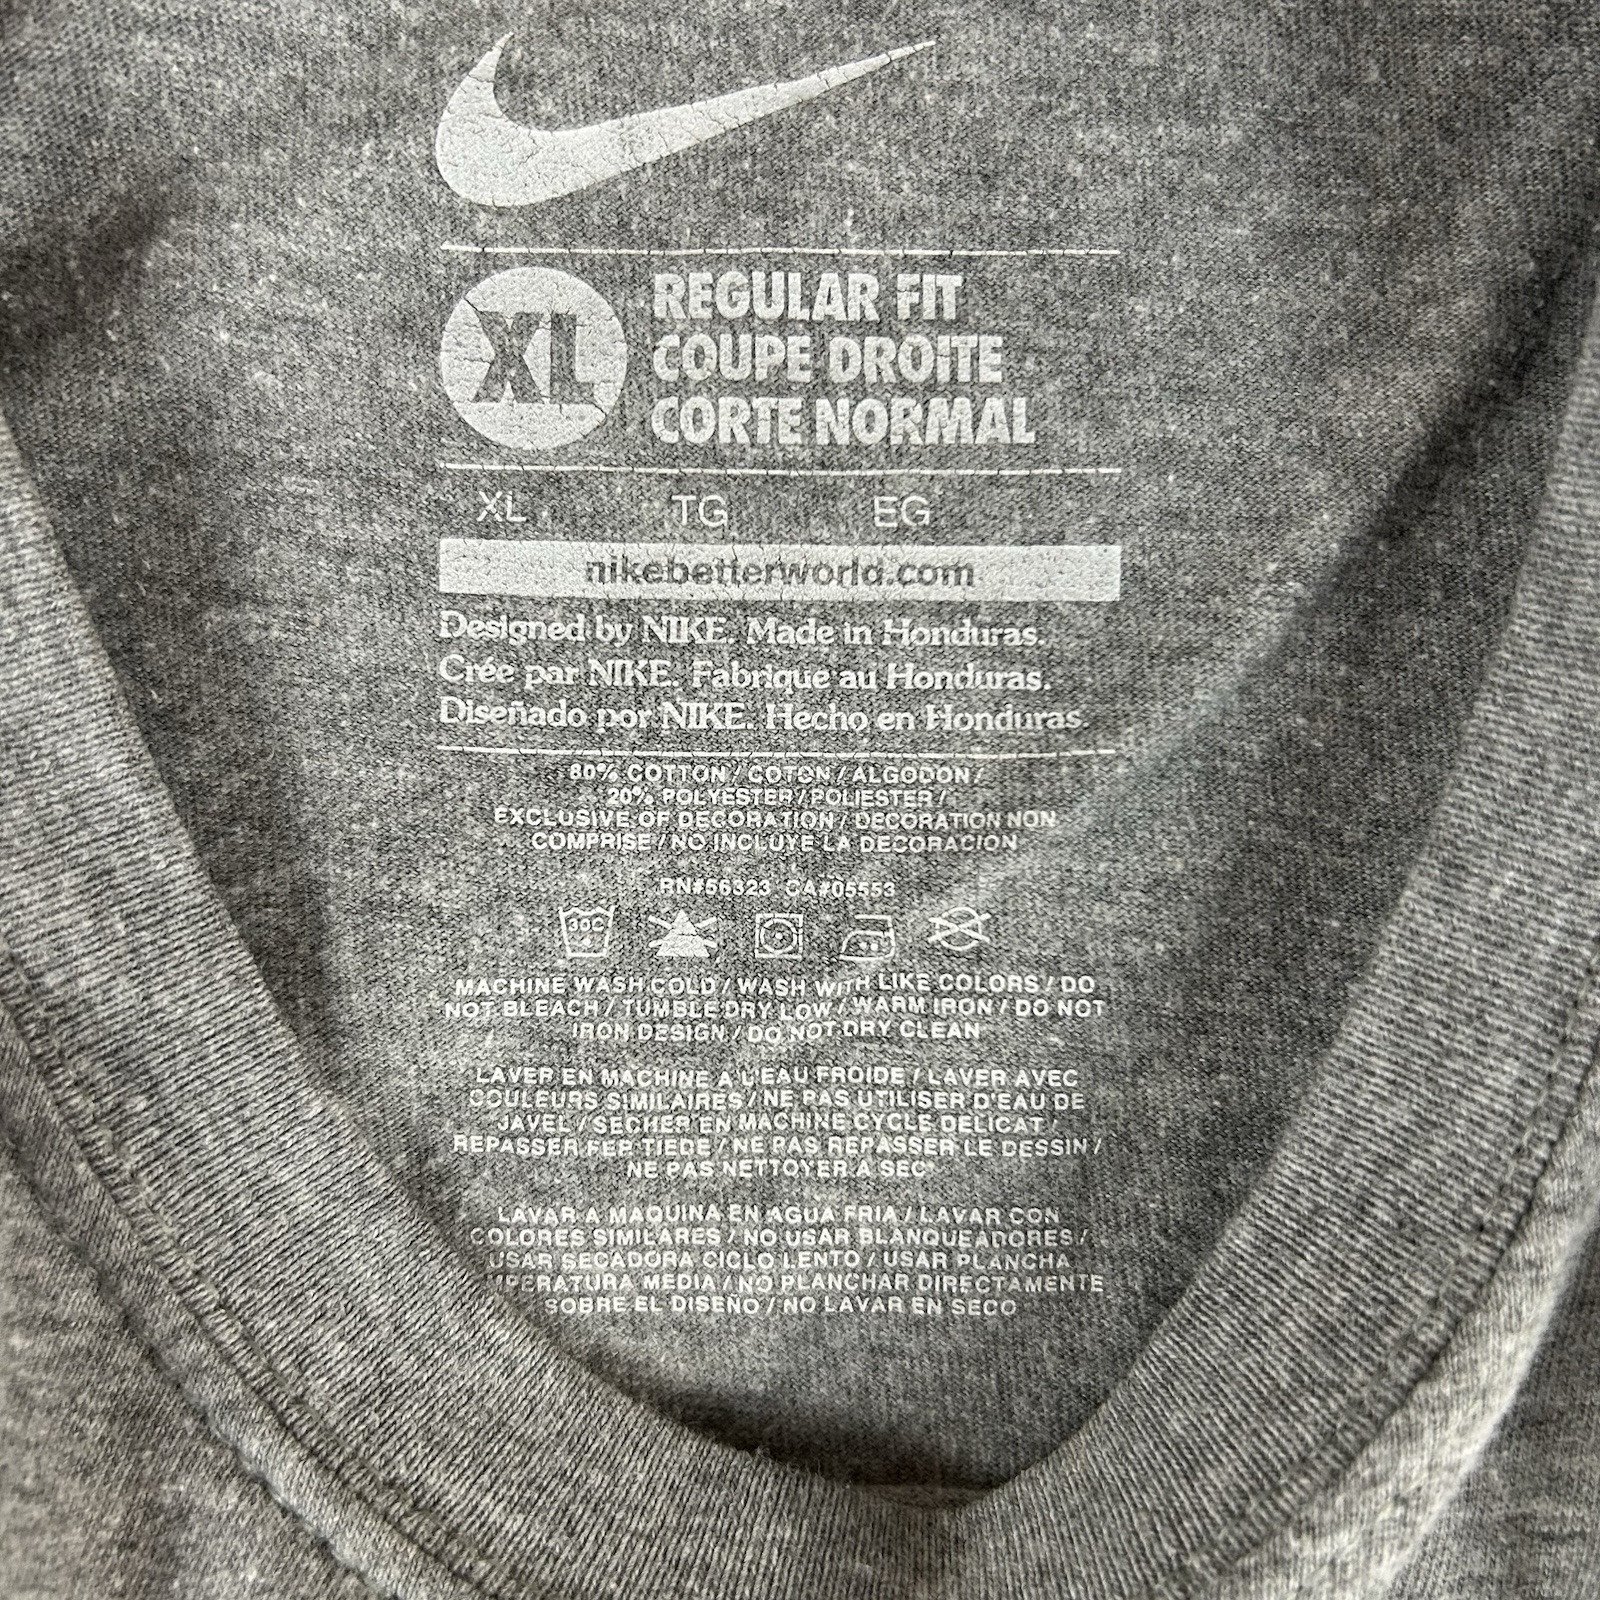 XL
REGULAR FIT
COUPE DROITE
CORTE NORMAL
XL TG EG
nikebetterworld.com
Designed by NIKE. Made in Honduras.
Crée par NIKE. Fabrique au Honduras.
Diseñado por NIKE. Hecho en Honduras.
80% COTTON / COTON / ALGODON /
20% POLYESTER / POLIESTER /
EXCLUSIVE OF DECORATION / DECORATION NON
COMPRISE / NO INCLUYE LA DECORACION
RN#56323 CA#05553
30C
MACHINE WASH COLD / WASH WITH LIKE COLORS / DO
NOT BLEACH / TUMBLE DRY LOW / WARM IRON / DO NOT
IRON DESIGN / DO NOT DRY CLEAN
LAVER EN MACHINE A L'EAU FROIDE / LAVER AVEC
COULEURS SIMILAIRES / NE PAS UTILISER D'EAU DE
JAVEL / SECHER EN MACHINE CYCLE DELICAT /
REPASSER FER TIEDE / NE PAS REPASSER LE DESSIN /
NE PAS NETTOYER A SEC
LAVAR A MAQUINA EN AGUA FRIA / LAVAR CON
COLORES SIMILARES / NO USAR BLANQUEADORES /
USAR SECADORA CICLO LENTO / USAR PLANCHA
MPERATURA MEDIA / NO PLANCHAR DIRECTAMENTE
SOBRE EL DISEÑO / NO LAVAR EN SECO